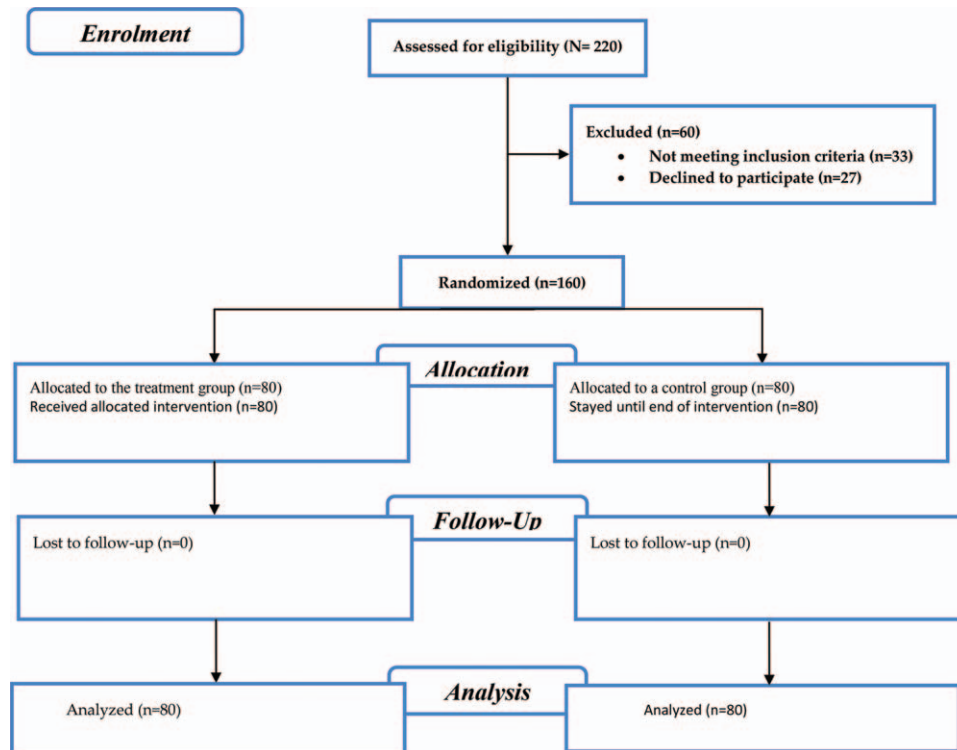 Enrolment
Assessed for eligibility (N= 220)
Excluded (n=60)
• Not meeting inclusion criteria (n=33)
• Declined to participate (n=27)
Randomized (n=160)
Allocation
Allocated to the treatment group (n=80)
Received allocated intervention (n=80)
Allocated to a control group (n=80)
Stayed until end of intervention (n=80)
Follow-Up
Lost to follow-up (n=0)
Lost to follow-up (n=0)
Analysis
Analyzed (n=80)
Analyzed (n=80)